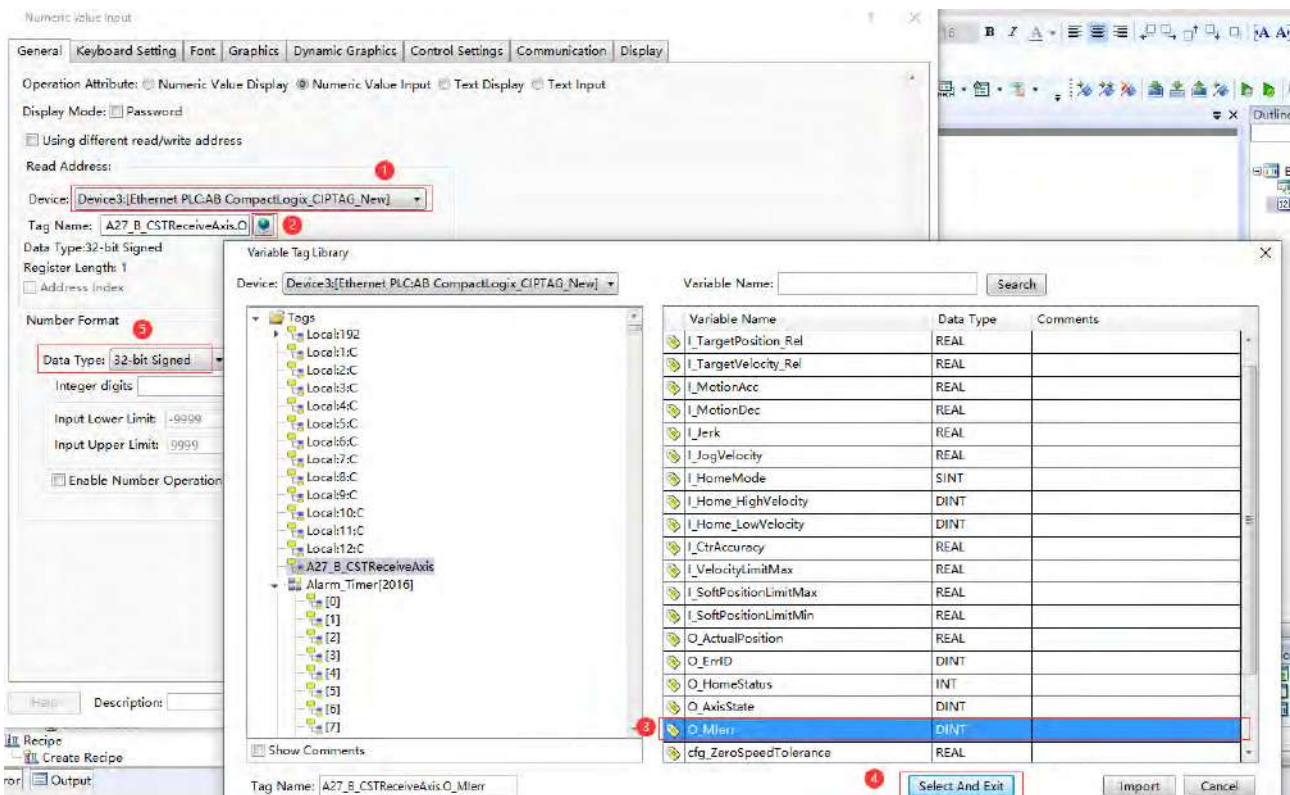 Numeric Value Input
General Keyboard Setting Font Graphics Dynamic Graphics Control Settings Communication Display
Operation Attribute: Numeric Value Display Numeric Value Input Text Display Text Input
Display Mode: Password
Using different read/write address
Read Address:
1
Device: Device3:[Ethernet PLC:AB CompactLogix_CIPTAG_New]
Tag Name: A27_B_CSTReceiveAxis.O 2
Data Type:32-bit Signed
Register Length: 1
Address Index
Number Format
5
Data Type: 32-bit Signed
Integer digits
Input Lower Limit: -9999
Input Upper Limit: 9999
Enable Number Operation
Help Description:
Recipe
Create Recipe
Output
B I A
Outline
Variable Tag Library
Device: Device3:[Ethernet PLC:AB CompactLogix_CIPTAG_New] Variable Name: Search
Tags
Local:192
Local:1:C
Local:2:C
Local:3:C
Local:4:C
Local:5:C
Local:6:C
Local:7:C
Local:8:C
Local:9:C
Local:10:C
Local:11:C
Local:12:C
A27_B_CSTReceiveAxis
Alarm_Timer[2016]
[0]
[1]
[2]
[3]
[4]
[5]
[6]
[7]
Show Comments
Variable Name Data Type Comments
I_TargetPosition_Rel REAL
I_TargetVelocity_Rel REAL
I_MotionAcc REAL
I_MotionDec REAL
I_Jerk REAL
I_JogVelocity REAL
I_HomeMode SINT
I_Home_HighVelocity DINT
I_Home_LowVelocity DINT
I_CtrAccuracy REAL
I_VelocityLimitMax REAL
I_SoftPositionLimitMax REAL
I_SoftPositionLimitMin REAL
O_ActualPosition REAL
O_ErrID DINT
O_HomeStatus INT
O_AxisState DINT
3 O_MIerr DINT
cfg_ZeroSpeedTolerance REAL
Tag Name: A27_B_CSTReceiveAxis.O_MIerr 4 Select And Exit Import Cancel